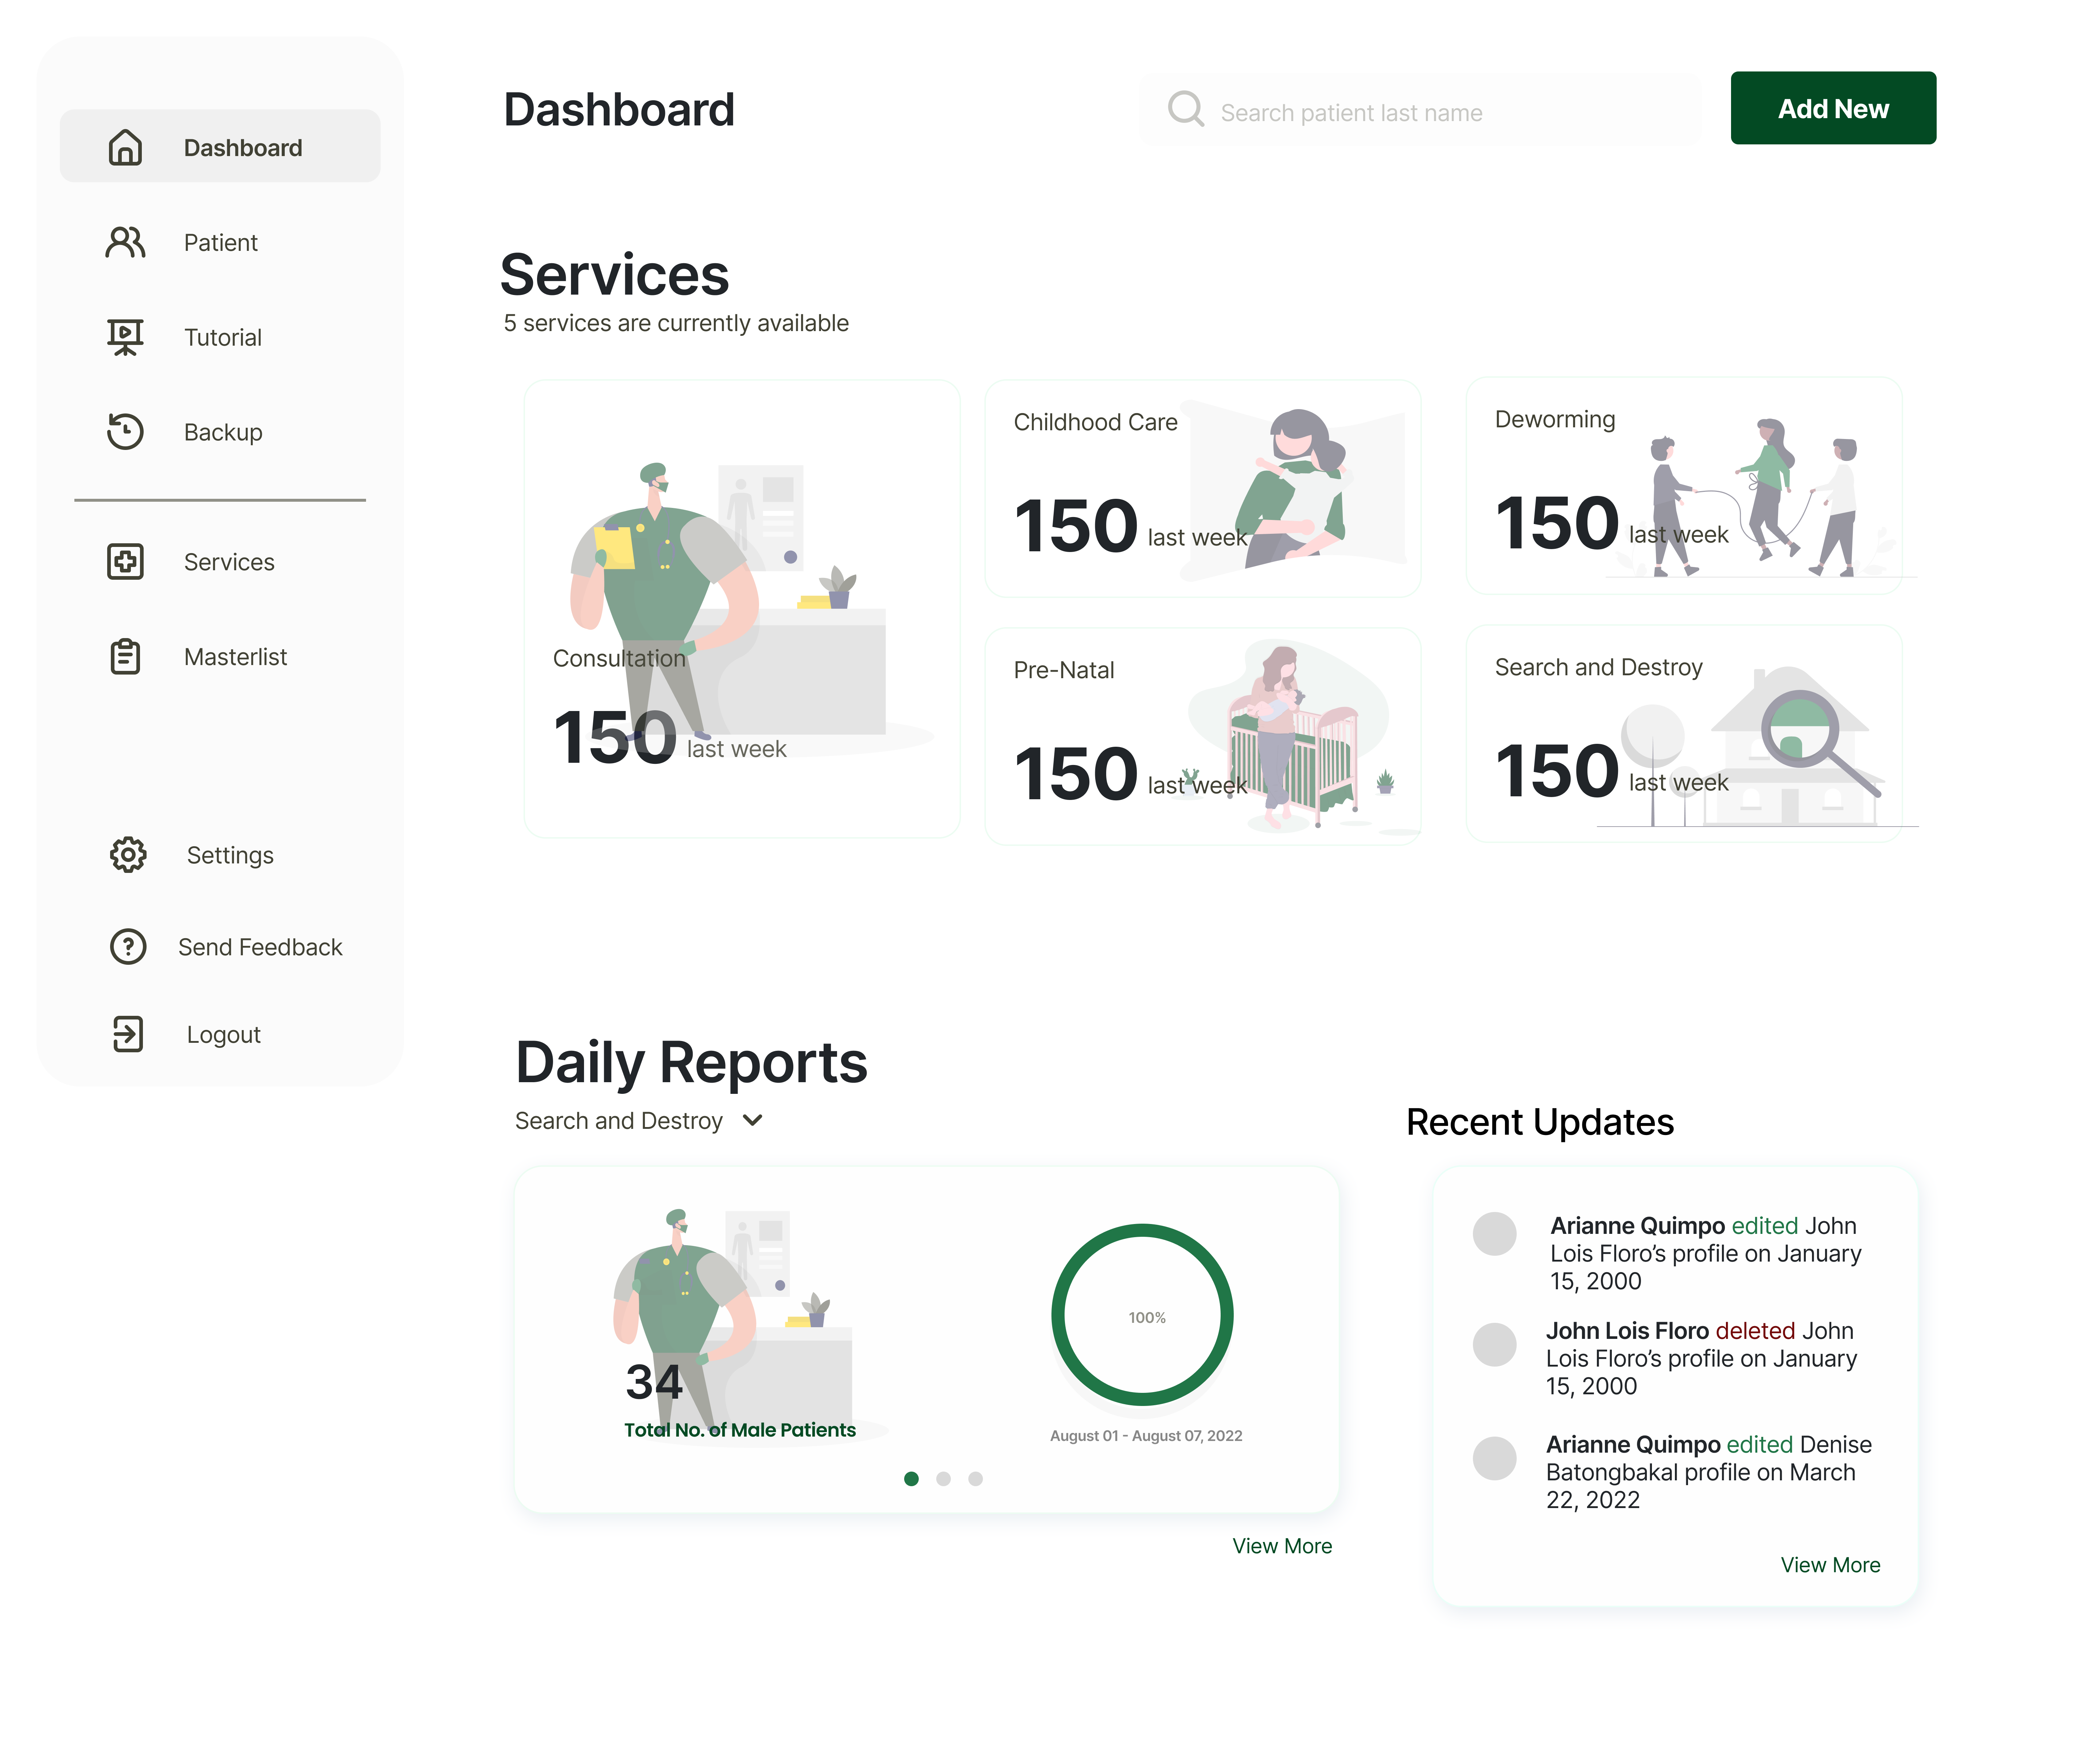 Dashboard
Patient
Tutorial
Backup
Services
Masterlist
Settings
Send Feedback
Logout
Dashboard
Search patient last name
Add New
Services
5 services are currently available
Consultation
150 last week
Childhood Care
150 last week
Deworming
150 last week
Pre-Natal
150 last week
Search and Destroy
150 last week
Daily Reports
Search and Destroy
34
Total No. of Male Patients
100%
August 01 - August 07, 2022
View More
Recent Updates
Arianne Quimpo edited John
Lois Floro’s profile on January
15, 2000
John Lois Floro deleted John
Lois Floro’s profile on January
15, 2000
Arianne Quimpo edited Denise
Batongbakal profile on March
22, 2022
View More